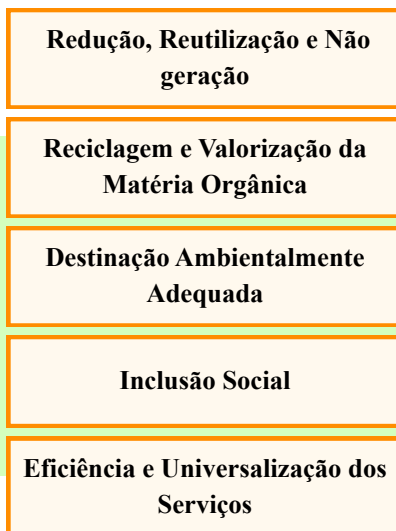 Redução, Reutilização e Não
geração
Reciclagem e Valorização da
Matéria Orgânica
Destinação Ambientalmente
Adequada
Inclusão Social
Eficiência e Universalização dos
Serviços